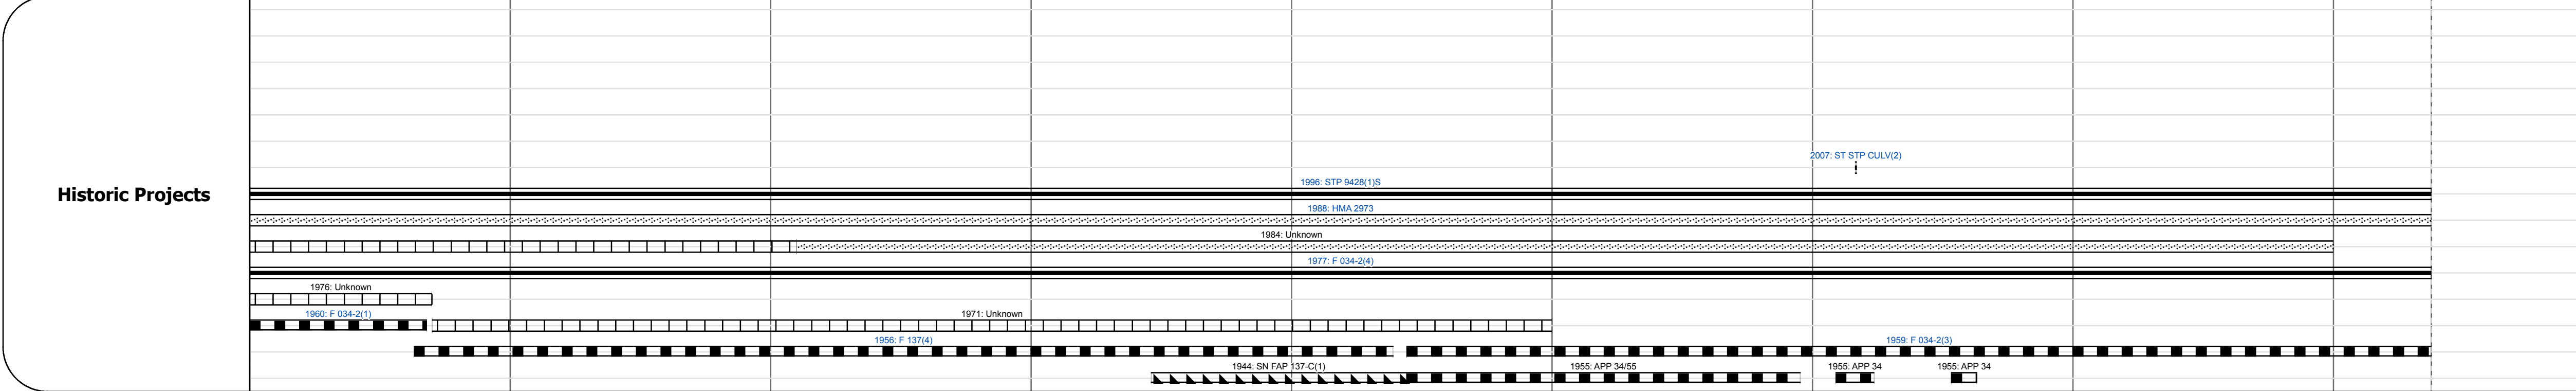 2007: ST STP CULV(2)
1996: STP 9428(1)S
Historic Projects
1988: HMA 2973
1984: Unknown
1977: F 034-2(4)
1976: Unknown
1960: F 034-2(1)
1971: Unknown
1956: F 137(4)
1959: F 034-2(3)
1944: SN FAP 137-C(1)
1955: APP 34/55
1955: APP 34
1955: APP 34